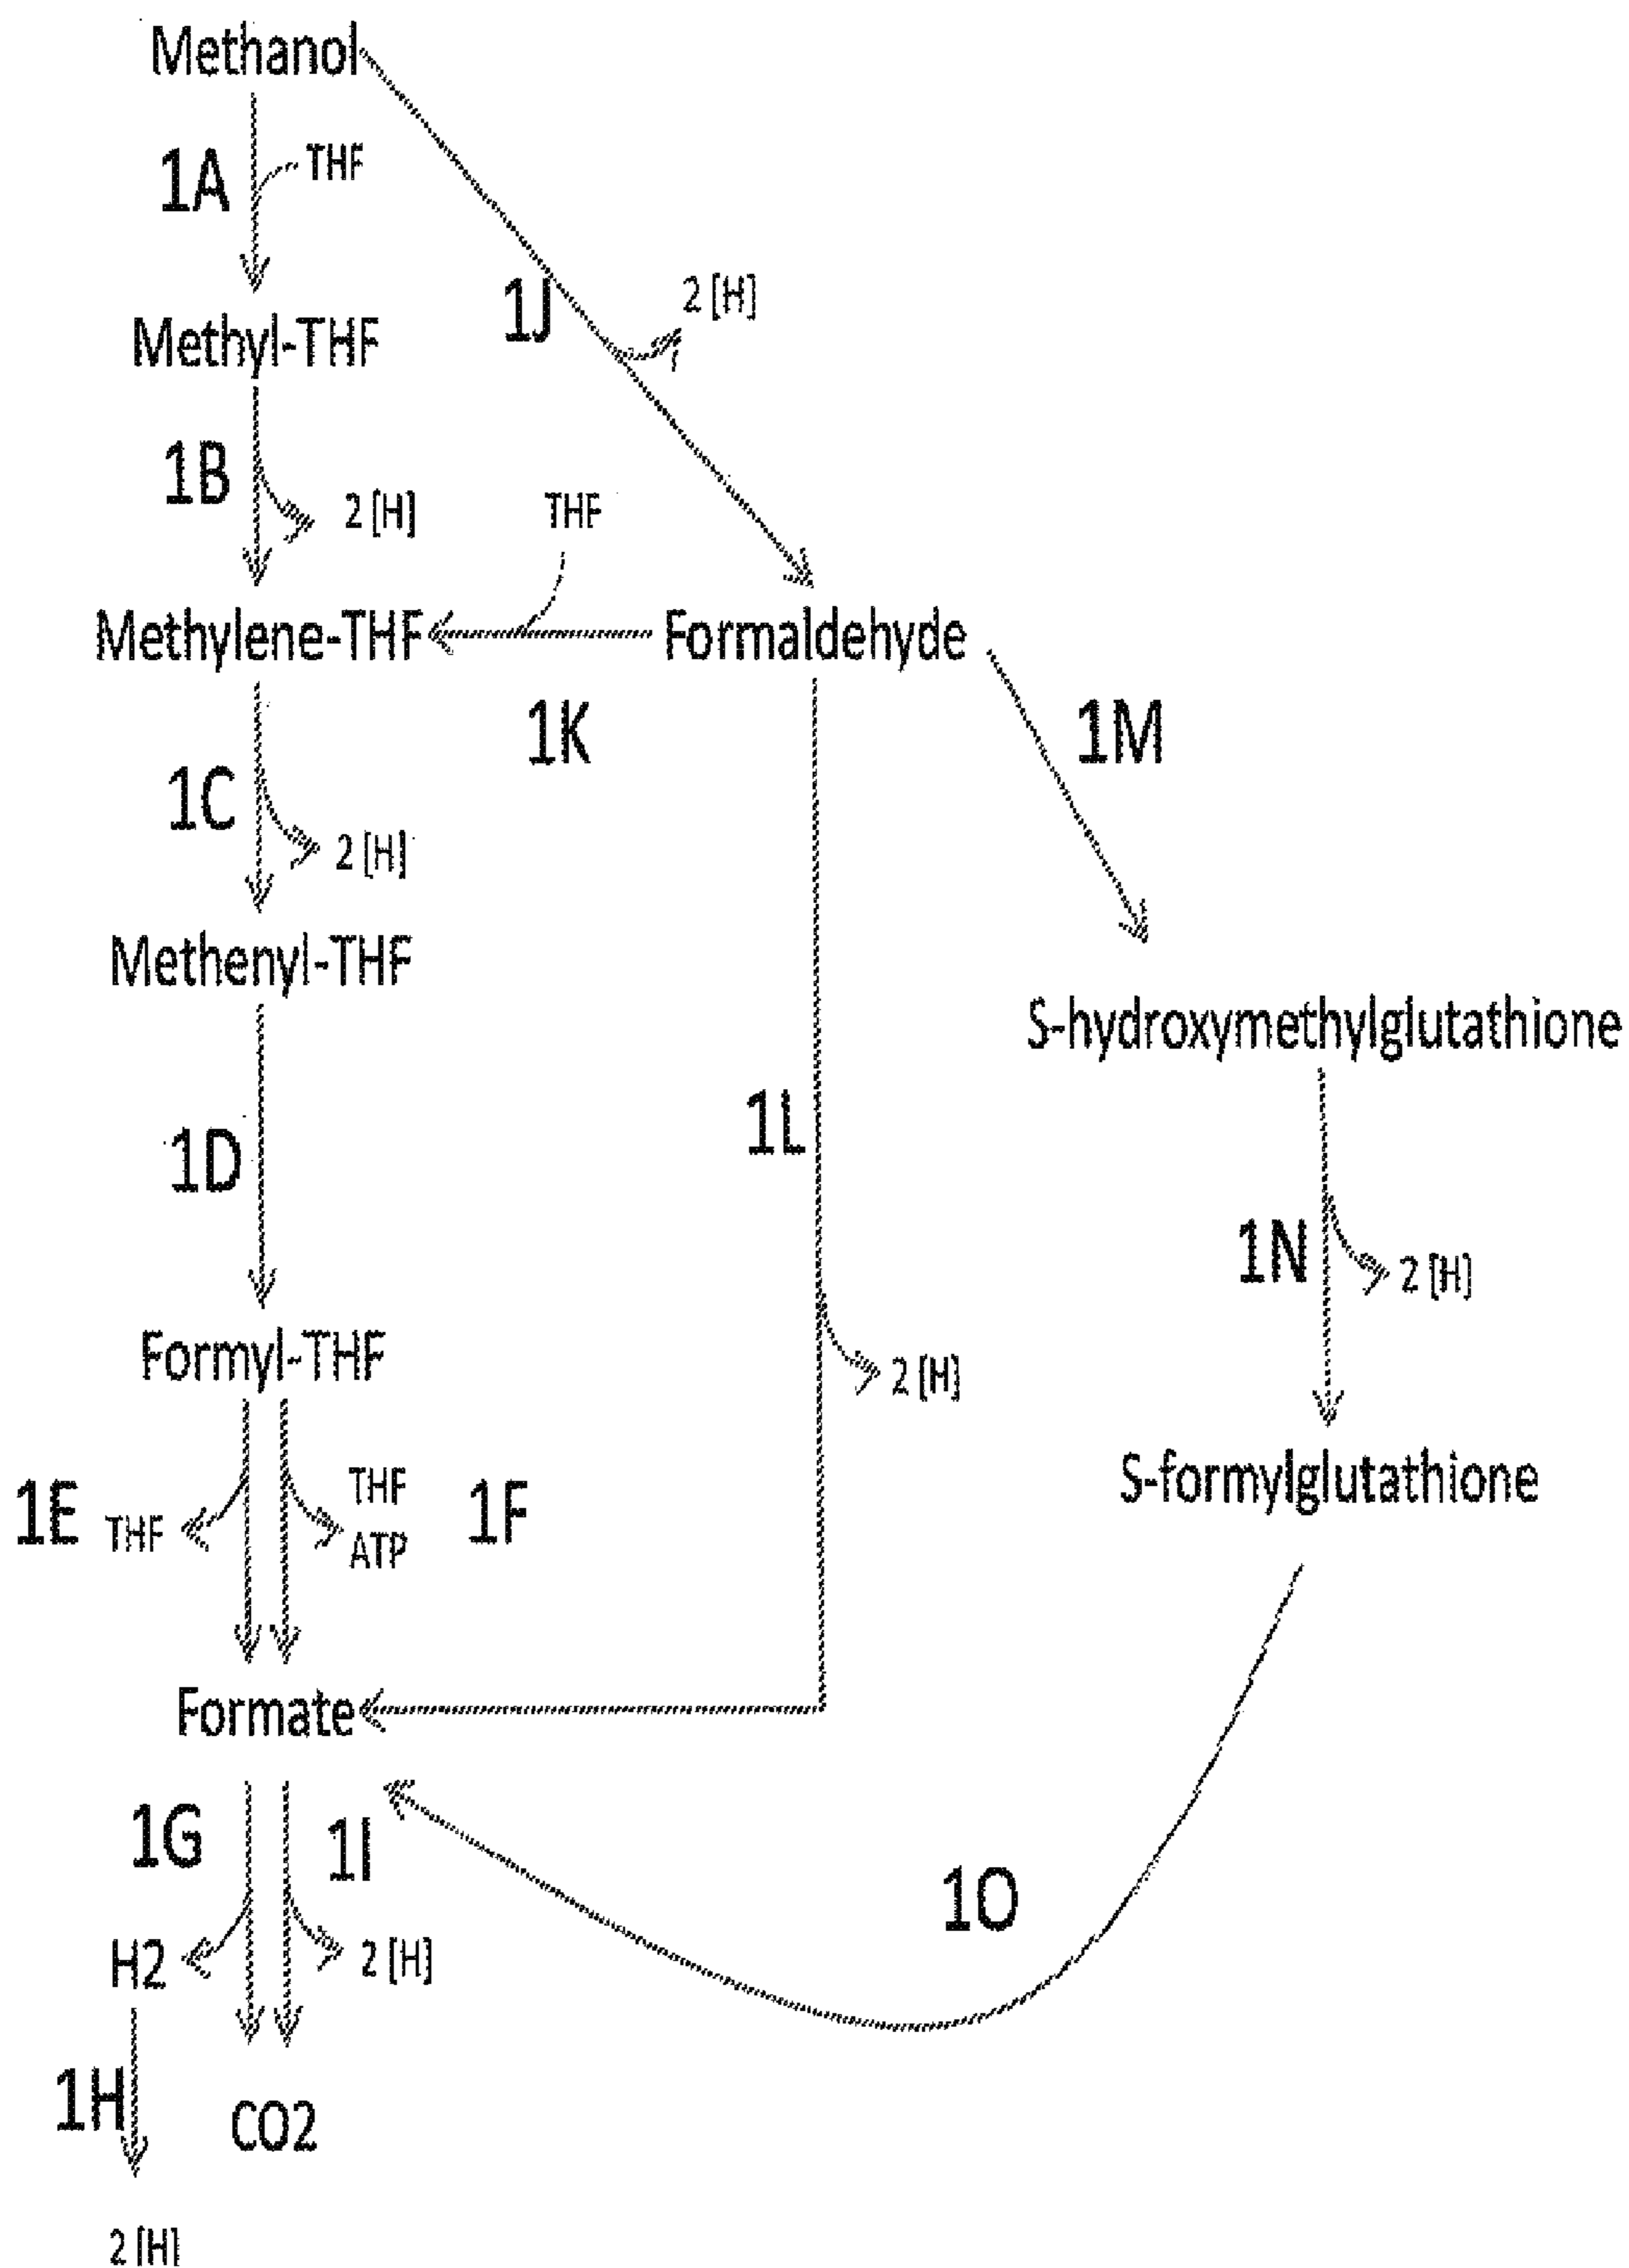 Methanol
1A
THF
1J
2 [H]
Methyl-THF
1B
2 [H]
THF
Methylene-THF
Formaldehyde
1K
1M
1C
2 [H]
Methenyl-THF
S-hydroxymethylglutathione
1D
1L
1N
2 [H]
Formyl-THF
2 [H]
1E
THF
THF
ATP
1F
S-formylglutathione
Formate
1G
1I
1O
H2
2 [H]
1H
CO2
2 [H]